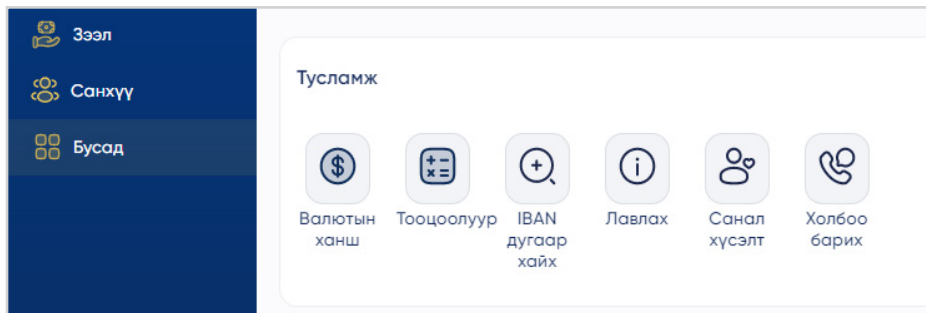 Зээл
Санхүү
Бусад
Тусламж
Валютын
ханш
Тооцоолуур
IBAN
дугаар
хайх
Лавлах
Санал
хүсэлт
Холбоо
барих